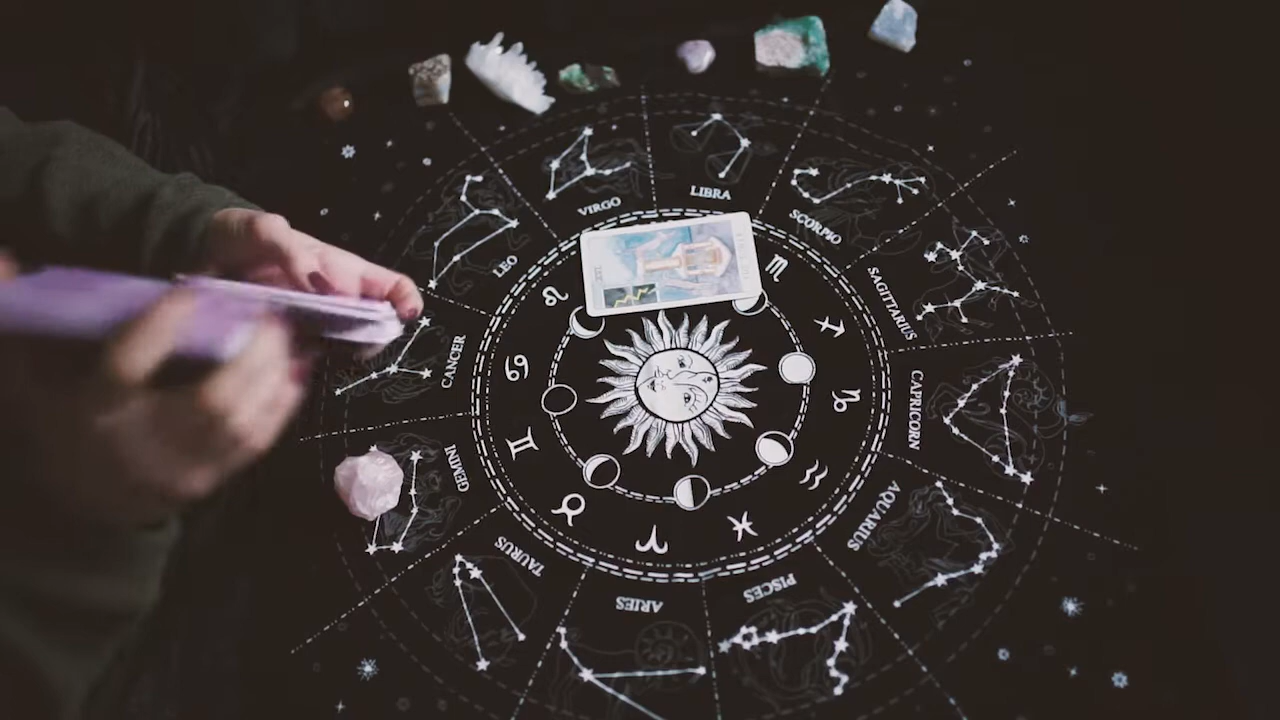 LIBRA
VIRGO
SCORPIO
LEO
SAGITTARIUS
CANCER
CAPRICORN
GEMINI
AQUARIUS
TAURUS
PISCES
ARIES